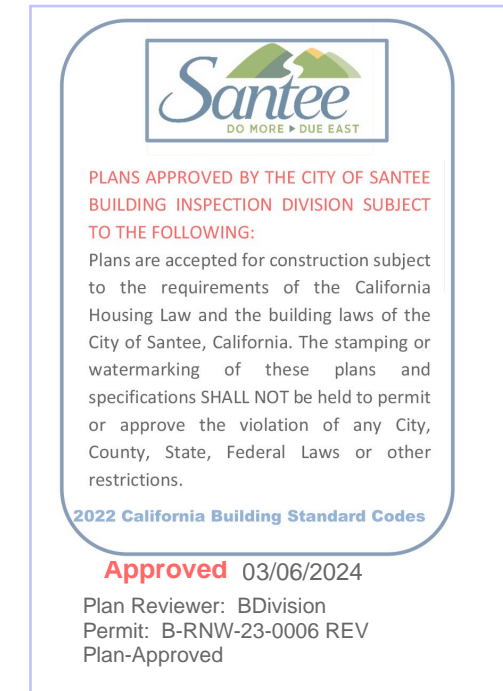 Santee
DO MORE ▶ DUE EAST
PLANS APPROVED BY THE CITY OF SANTEE
BUILDING INSPECTION DIVISION SUBJECT
TO THE FOLLOWING:
Plans are accepted for construction subject
to the requirements of the California
Housing Law and the building laws of the
City of Santee, California. The stamping or
watermarking of these plans and
specifications SHALL NOT be held to permit
or approve the violation of any City,
County, State, Federal Laws or other
restrictions.
2022 California Building Standard Codes
Approved 03/06/2024
Plan Reviewer: BDivision
Permit: B-RNW-23-0006 REV
Plan-Approved